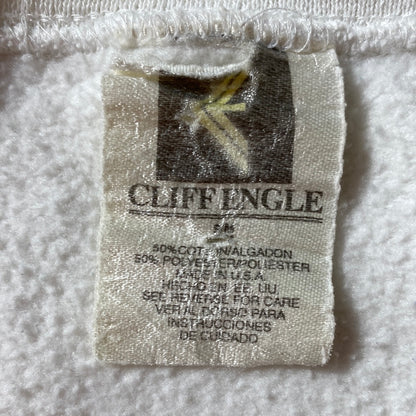 CLIFF ENGLE
50% COTTON/ALGADON
50% POLYESTER/POLIESTER
MADE IN U.S.A.
HECHO EN EE. UU
SEE REVERSE FOR CARE
VER AL DORSO PARA
INSTRUCCIONES
DE CUIDADO